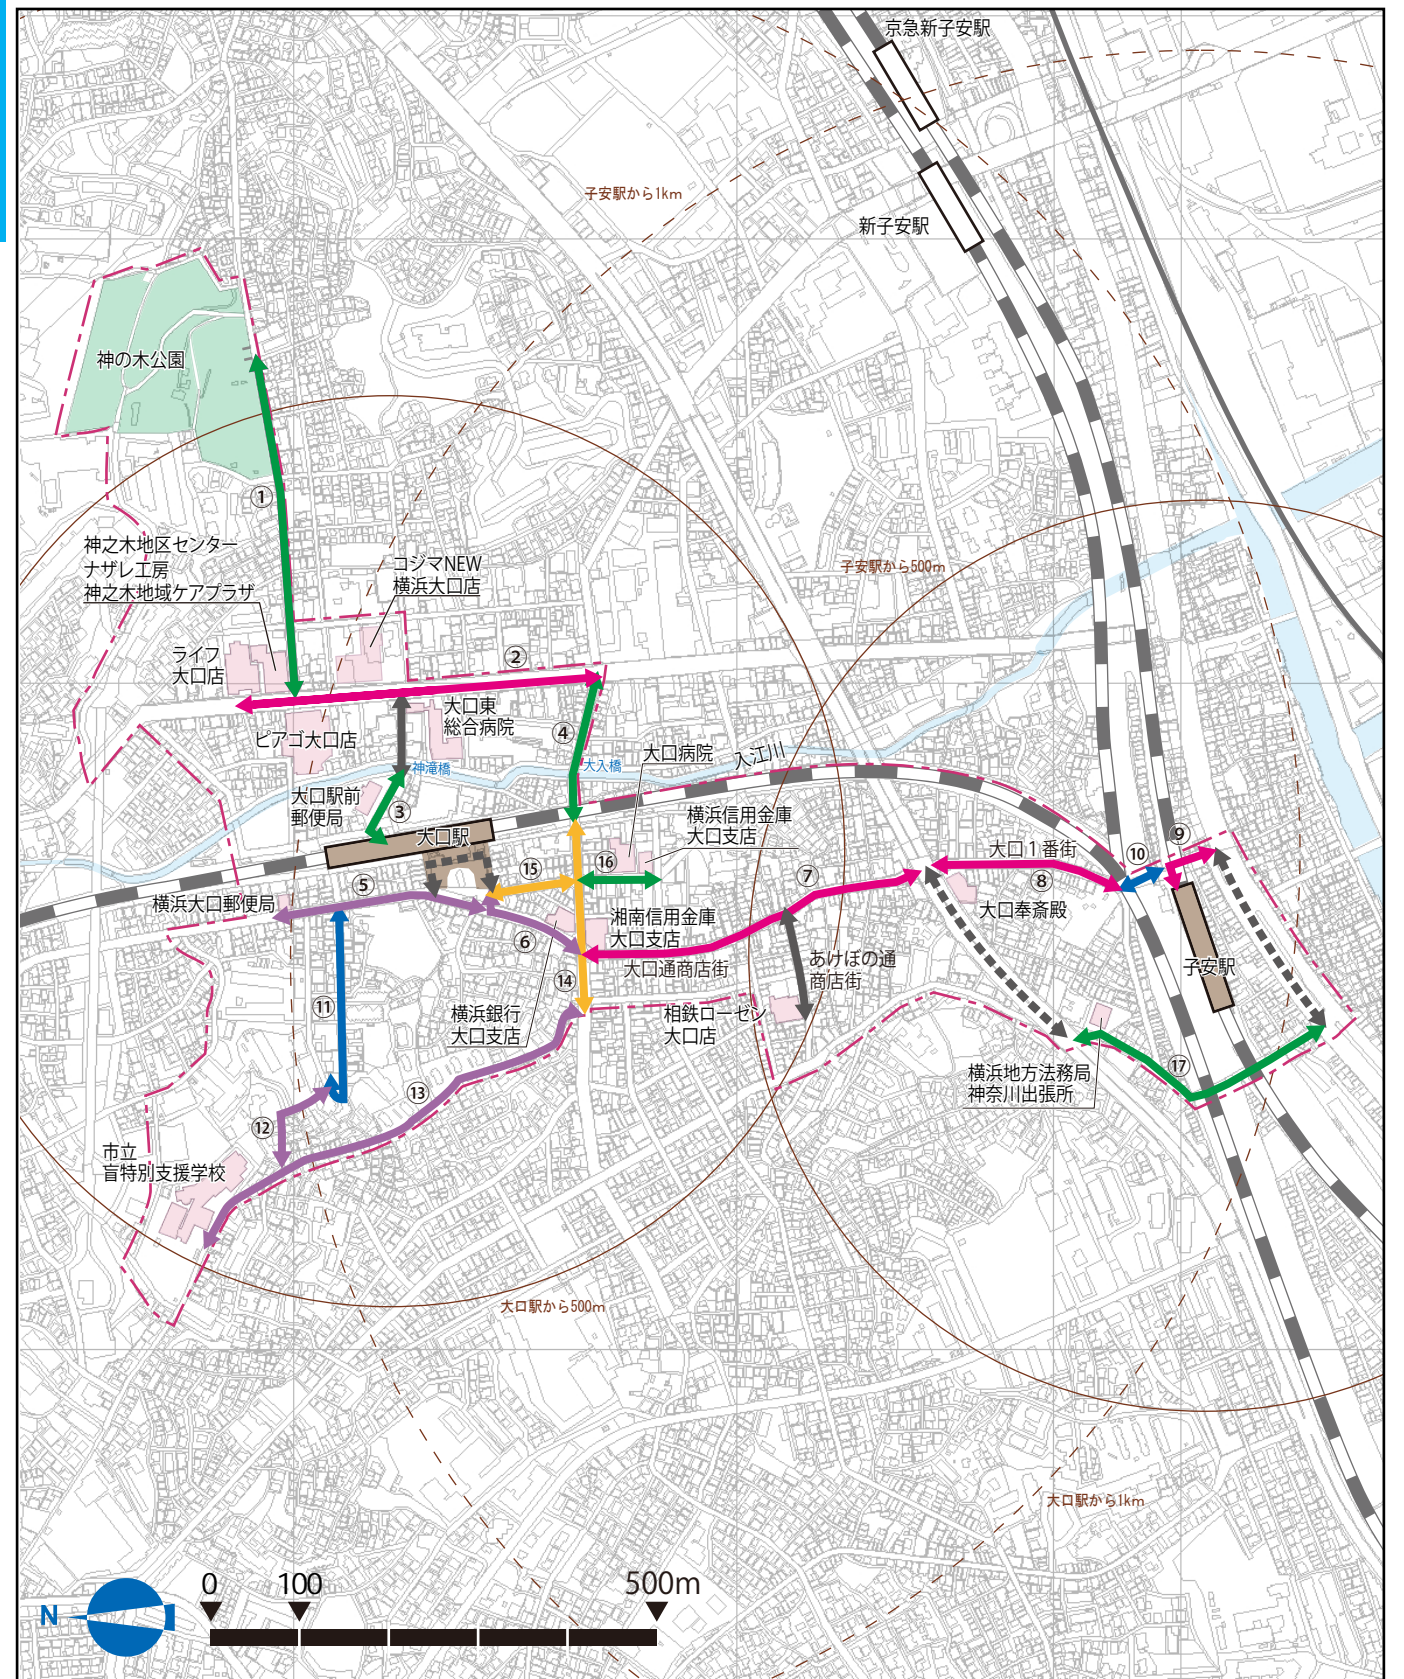 京急新子安駅
子安駅から1km
新子安駅
神の木公園
①
神之木地区センター
ナザレ工房
神之木地域ケアプラザ
コジマNEW
横浜大口店
子安駅から500m
ライフ
大口店
②
大口東
総合病院
ピアゴ大口店
④
大口病院
入江川
神滝橋
大入橋
大口駅前
郵便局
③
大口駅
横浜信用金庫
大口支店
⑨
大口1番街
⑩
⑯
⑮
⑦
⑤
⑧
横浜大口郵便局
大口奉斎殿
湘南信用金庫
大口支店
⑥
大口通商店街
あけぼの通
商店街
子安駅
⑭
⑪
横浜銀行
大口支店
相鉄ローゼン
大口店
横浜地方法務局
神奈川出張所
⑰
⑬
⑫
市立
盲特別支援学校
大口駅から500m
大口駅から1km
0 100 500m
N